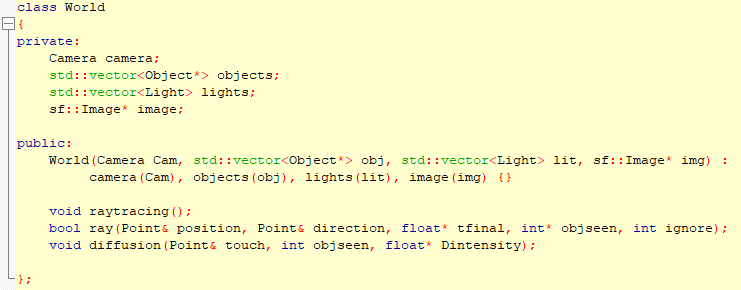 class World
{
private:
    Camera camera;
    std::vector<Object*> objects;
    std::vector<Light> lights;
    sf::Image* image;

public:
    World(Camera Cam, std::vector<Object*> obj, std::vector<Light> lit, sf::Image* img) :
         camera(Cam), objects(obj), lights(lit), image(img) {}

    void raytracing();
    bool ray(Point& position, Point& direction, float* tfinal, int* objseen, int ignore);
    void diffusion(Point& touch, int objseen, float* Dintensity);

};